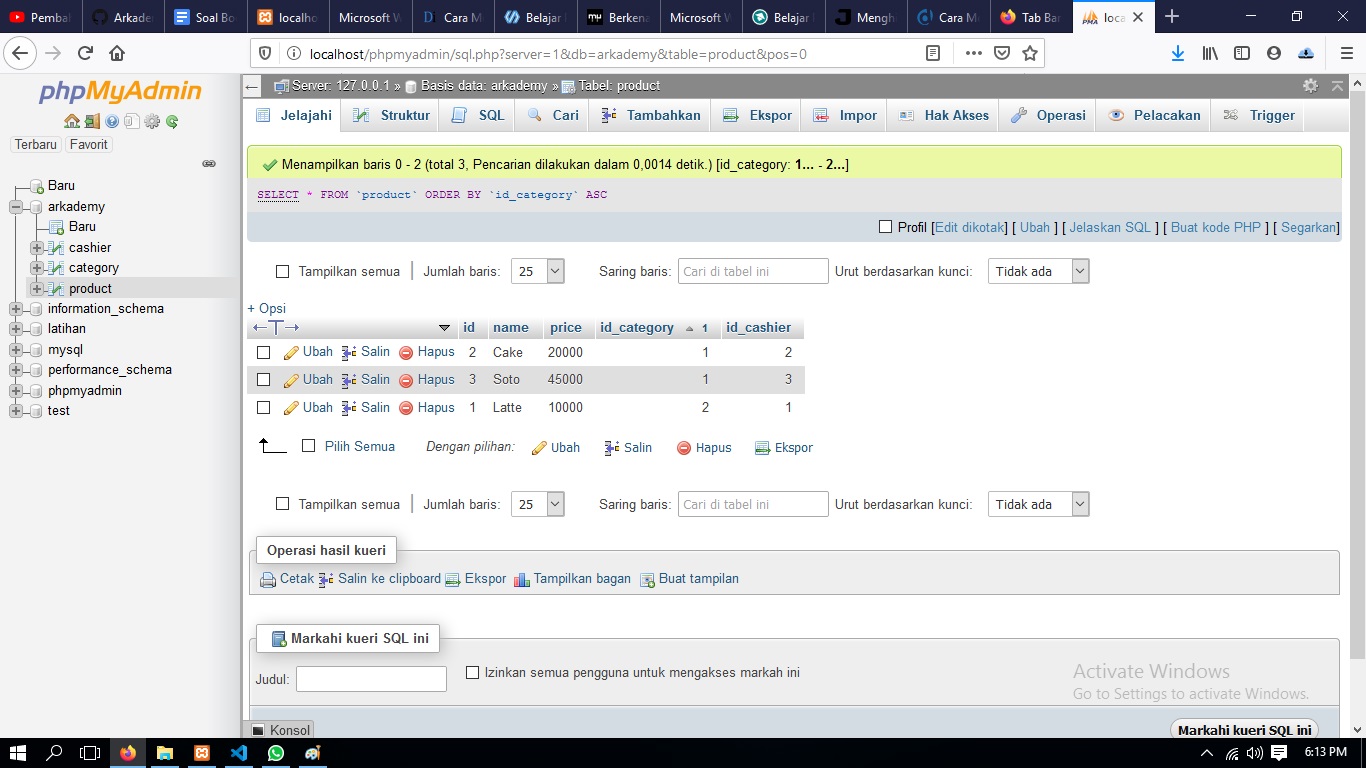 Pembal
Arkade
Soal Bo
localho
Microsoft W
Cara M
Belajar
Berkena
Microsoft W
Belajar
Mengh
Cara M
Tab Bar
loca
localhost/phpmyadmin/sql.php?server=1&db=arkademy&table=product&pos=0
phpMyAdmin
Terbaru Favorit
Baru
arkademy
Baru
cashier
category
product
information_schema
latihan
mysql
performance_schema
phpmyadmin
test
Server: 127.0.0.1 » Basis data: arkademy » Tabel: product
Jelajahi Struktur SQL Cari Tambahkan Ekspor Impor Hak Akses Operasi Pelacakan Trigger
Menampilkan baris 0 - 2 (total 3, Pencarian dilakukan dalam 0,0014 detik.) [id_category: 1... - 2...]
SELECT * FROM `product` ORDER BY `id_category` ASC
Profil [Edit dikotak] [ Ubah ] [ Jelaskan SQL ] [ Buat kode PHP ] [ Segarkan]
Tampilkan semua | Jumlah baris: 25 Saring baris: Cari di tabel ini Urut berdasarkan kunci: Tidak ada
+ Opsi
←T→ id name price id_category 1 id_cashier
Ubah Salin Hapus 2 Cake 20000 1 2
Ubah Salin Hapus 3 Soto 45000 1 3
Ubah Salin Hapus 1 Latte 10000 2 1
Pilih Semua Dengan pilihan: Ubah Salin Hapus Ekspor
Tampilkan semua | Jumlah baris: 25 Saring baris: Cari di tabel ini Urut berdasarkan kunci: Tidak ada
Operasi hasil kueri
Cetak Salin ke clipboard Ekspor Tampilkan bagan Buat tampilan
Markahi kueri SQL ini
Judul: Izinkan semua pengguna untuk mengakses markah ini
Activate Windows
Go to Settings to activate Windows.
Konsol
Markahi kueri SQL ini
6:13 PM